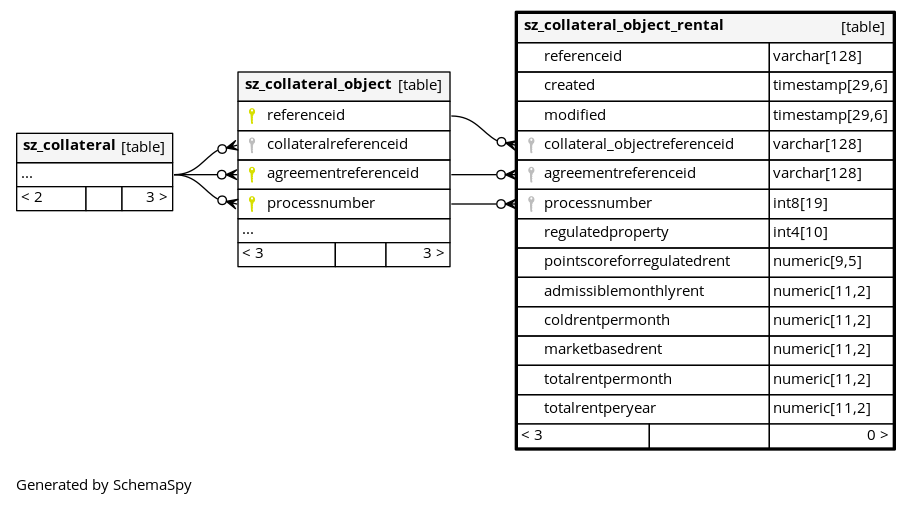 sz_collateral [table]
...
< 2 3 >
sz_collateral_object [table]
referenceid
collateralreferenceid
agreementreferenceid
processnumber
...
< 3 3 >
sz_collateral_object_rental [table]
referenceid varchar[128]
created timestamp[29,6]
modified timestamp[29,6]
collateral_objectreferenceid varchar[128]
agreementreferenceid varchar[128]
processnumber int8[19]
regulatedproperty int4[10]
pointscoreforregulatedrent numeric[9,5]
admissiblemonthlyrent numeric[11,2]
coldrentpermonth numeric[11,2]
marketbasedrent numeric[11,2]
totalrentpermonth numeric[11,2]
totalrentperyear numeric[11,2]
< 3 0 >
Generated by SchemaSpy